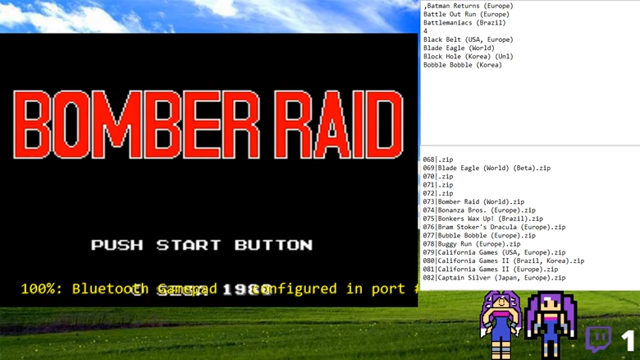 ,Batman Returns (Europe)
Battle Out Run (Europe)
Battlemaniacs (Brazil)
4
Black Belt (USA, Europe)
Blade Eagle (World)
Block Hole (Korea) (Unl)
Bobble Bobble (Korea)
BOMBER RAID
PUSH START BUTTON
100%: Bluetooth Gamepad configured in port #
© SEGA
068|.zip
069|Blade Eagle (World) (Beta).zip
070|.zip
071|.zip
072|.zip
073|Bomber Raid (World).zip
074|Bonanza Bros. (Europe).zip
075|Bonkers Wax Up! (Brazil).zip
076|Bram Stoker's Dracula (Europe).zip
077|Bubble Bobble (Europe).zip
078|Buggy Run (Europe).zip
079|California Games (USA, Europe).zip
080|California Games II (Brazil, Korea).zip
081|California Games II (Europe).zip
082|Captain Silver (Japan, Europe).zip
1